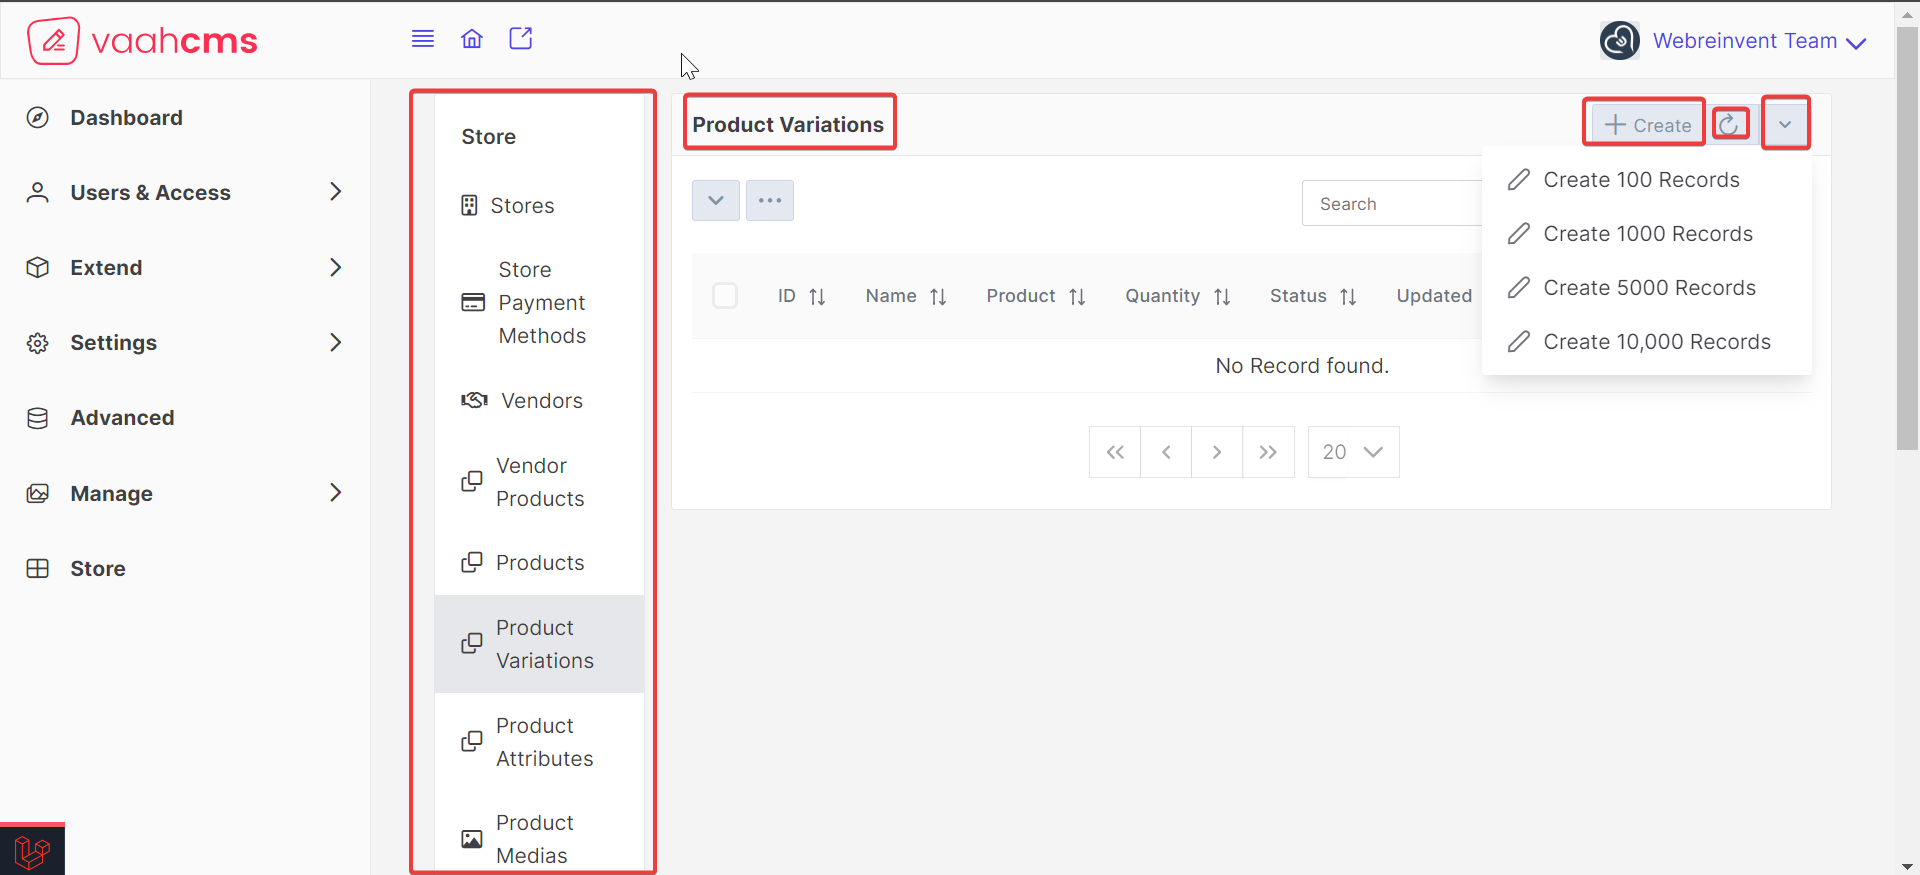 vaahcms
Webreinvent Team
Dashboard
Users & Access
Extend
Settings
Advanced
Manage
Store
Store
Stores
Store
Payment
Methods
Vendors
Vendor
Products
Products
Product
Variations
Product
Attributes
Product
Medias
Product Variations
Create
Create 100 Records
Create 1000 Records
Create 5000 Records
Create 10,000 Records
Search
ID Name Product Quantity Status Updated
No Record found.
20